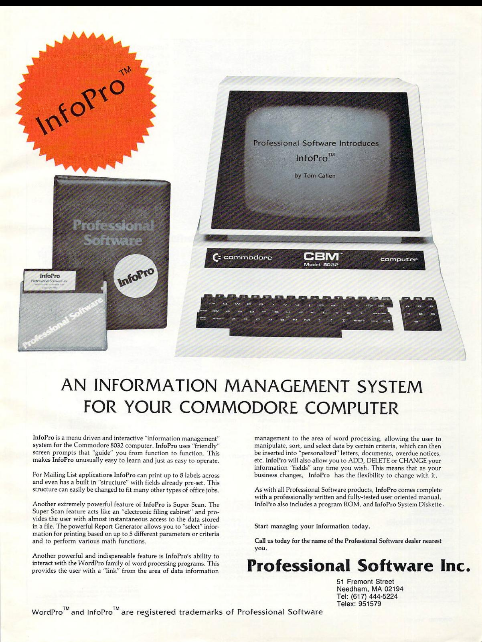 InfoPro™
Professional Software Introduces
InfoPro™
by Tom Callen
Professional
Software
InfoPro
InfoPro
Professional Software
commodore
CBM™
Model 8032
computer
AN INFORMATION MANAGEMENT SYSTEM
FOR YOUR COMMODORE COMPUTER
InfoPro is a menu driven and interactive "information management"
system for the Commodore 8032 computer. InfoPro uses "friendly"
screen prompts that "guide" you from function to function. This
makes InfoPro unusually easy to learn and just as easy to operate.
For Mailing List applications InfoPro can print up to 8 labels across
and even has a built in "structure" with fields already pre-set. This
structure can easily be changed to fit many other types of office jobs.
Another extremely powerful feature of InfoPro is Super Scan. The
Super Scan feature acts like an "electronic filing cabinet" and pro-
vides the user with almost instantaneous access to the data stored
in a file. The powerful Report Generator allows you to "select" infor-
mation for printing based on up to 3 different parameters or criteria
and to perform various math functions.
Another powerful and indispensable feature is InfoPro's ability to
interact with the WordPro family of word processing programs. This
provides the user with a "link" from the area of data information
management to the area of word processing, allowing the user to
manipulate, sort, and select data by certain criteria, which can then
be inserted into "personalized" letters, documents, overdue notices,
etc. InfoPro will also allow you to ADD, DELETE or CHANGE your
information "fields" any time you wish. This means that as your
business changes, InfoPro has the flexibility to change with it.
As with all Professional Software products, InfoPro comes complete
with a professionally written and fully-tested user oriented manual.
InfoPro also includes a program ROM, and InfoPro System Diskette.
Start managing your information today.
Call us today for the name of the Professional Software dealer nearest
you.
Professional Software Inc.
51 Fremont Street
Needham, MA 02194
Tel: (617) 444-5224
Telex: 951579
WordPro™ and InfoPro™ are registered trademarks of Professional Software